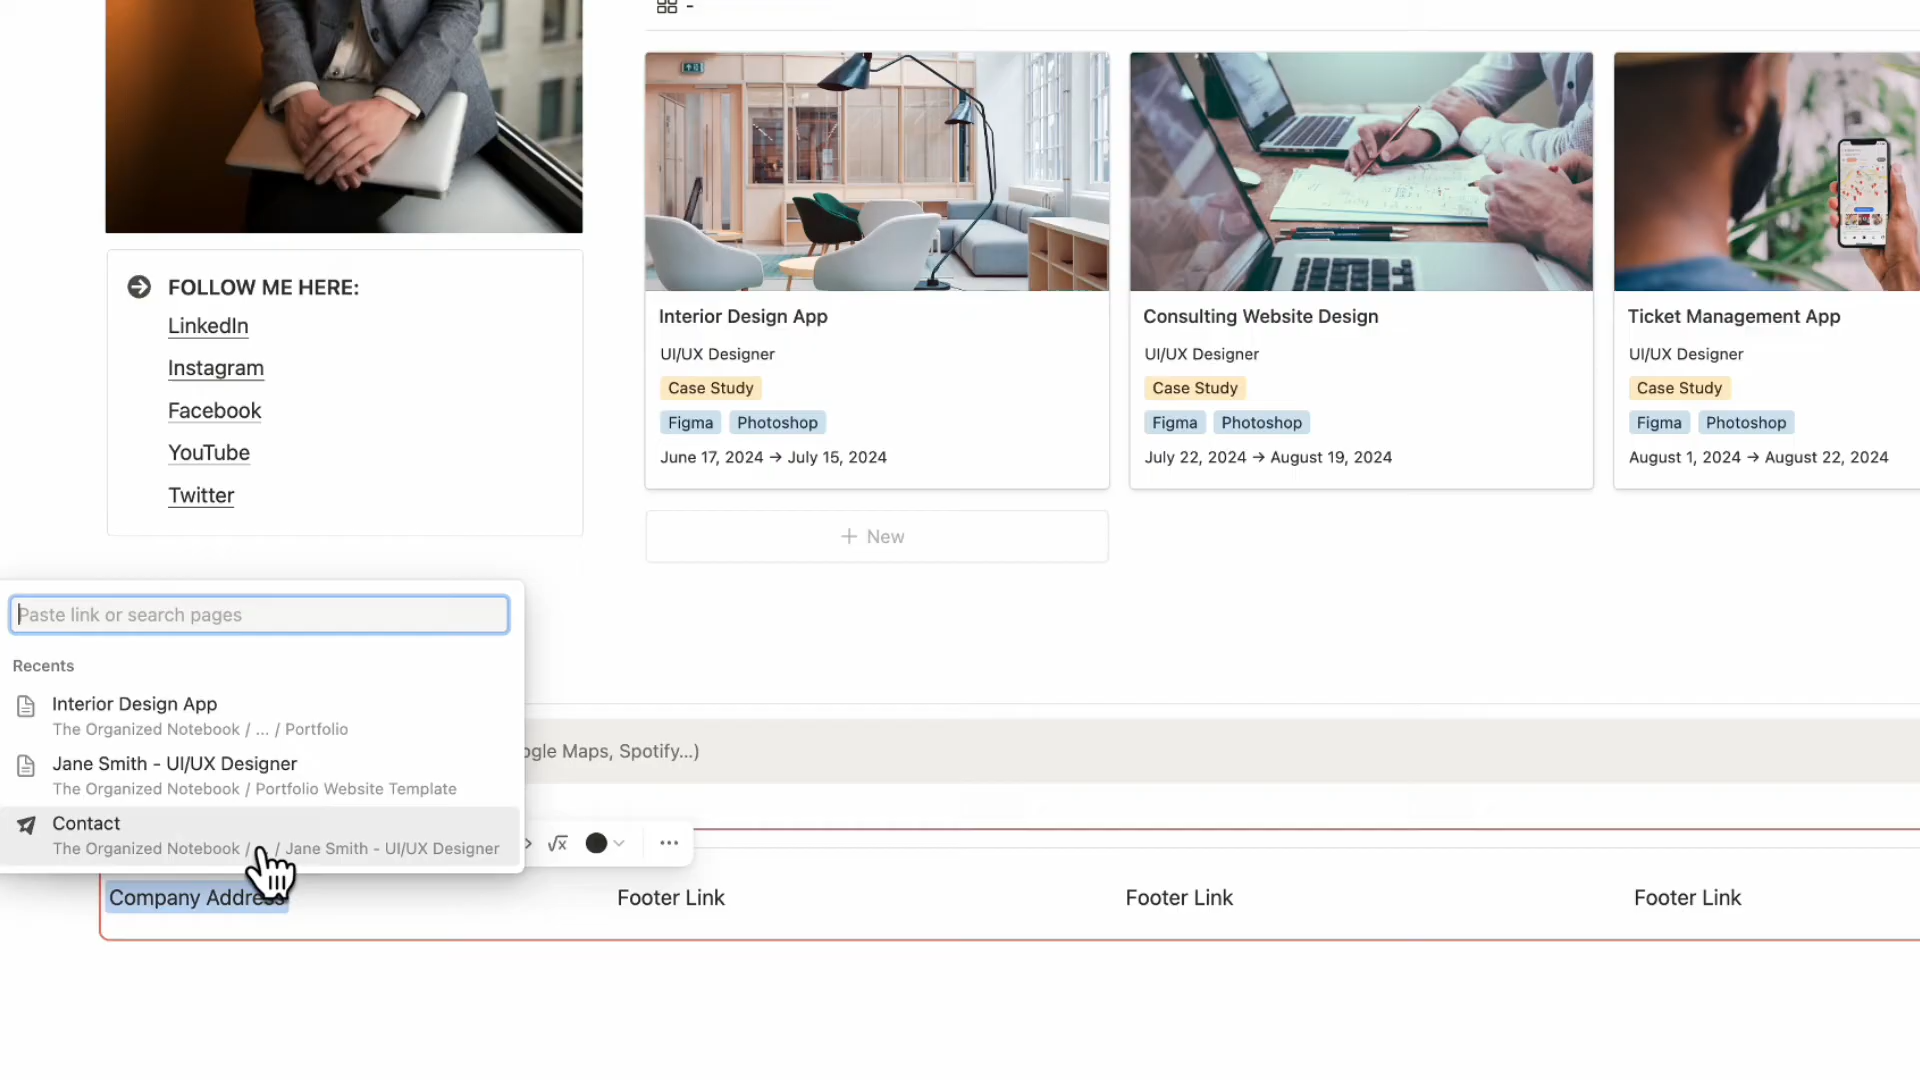 FOLLOW ME HERE:
LinkedIn
Instagram
Facebook
YouTube
Twitter
Interior Design App
UI/UX Designer
Case Study
Figma Photoshop
June 17, 2024 → July 15, 2024
Consulting Website Design
UI/UX Designer
Case Study
Figma Photoshop
July 22, 2024 → August 19, 2024
Ticket Management App
UI/UX Designer
Case Study
Figma Photoshop
August 1, 2024 → August 22, 2024
+ New
Paste link or search pages
Recents
Interior Design App
The Organized Notebook / ... / Portfolio
Jane Smith - UI/UX Designer
The Organized Notebook / Portfolio Website Template
Contact
The Organized Notebook / / Jane Smith - UI/UX Designer
Maps, Spotify...)
√x
Company Address
Footer Link
Footer Link
Footer Link